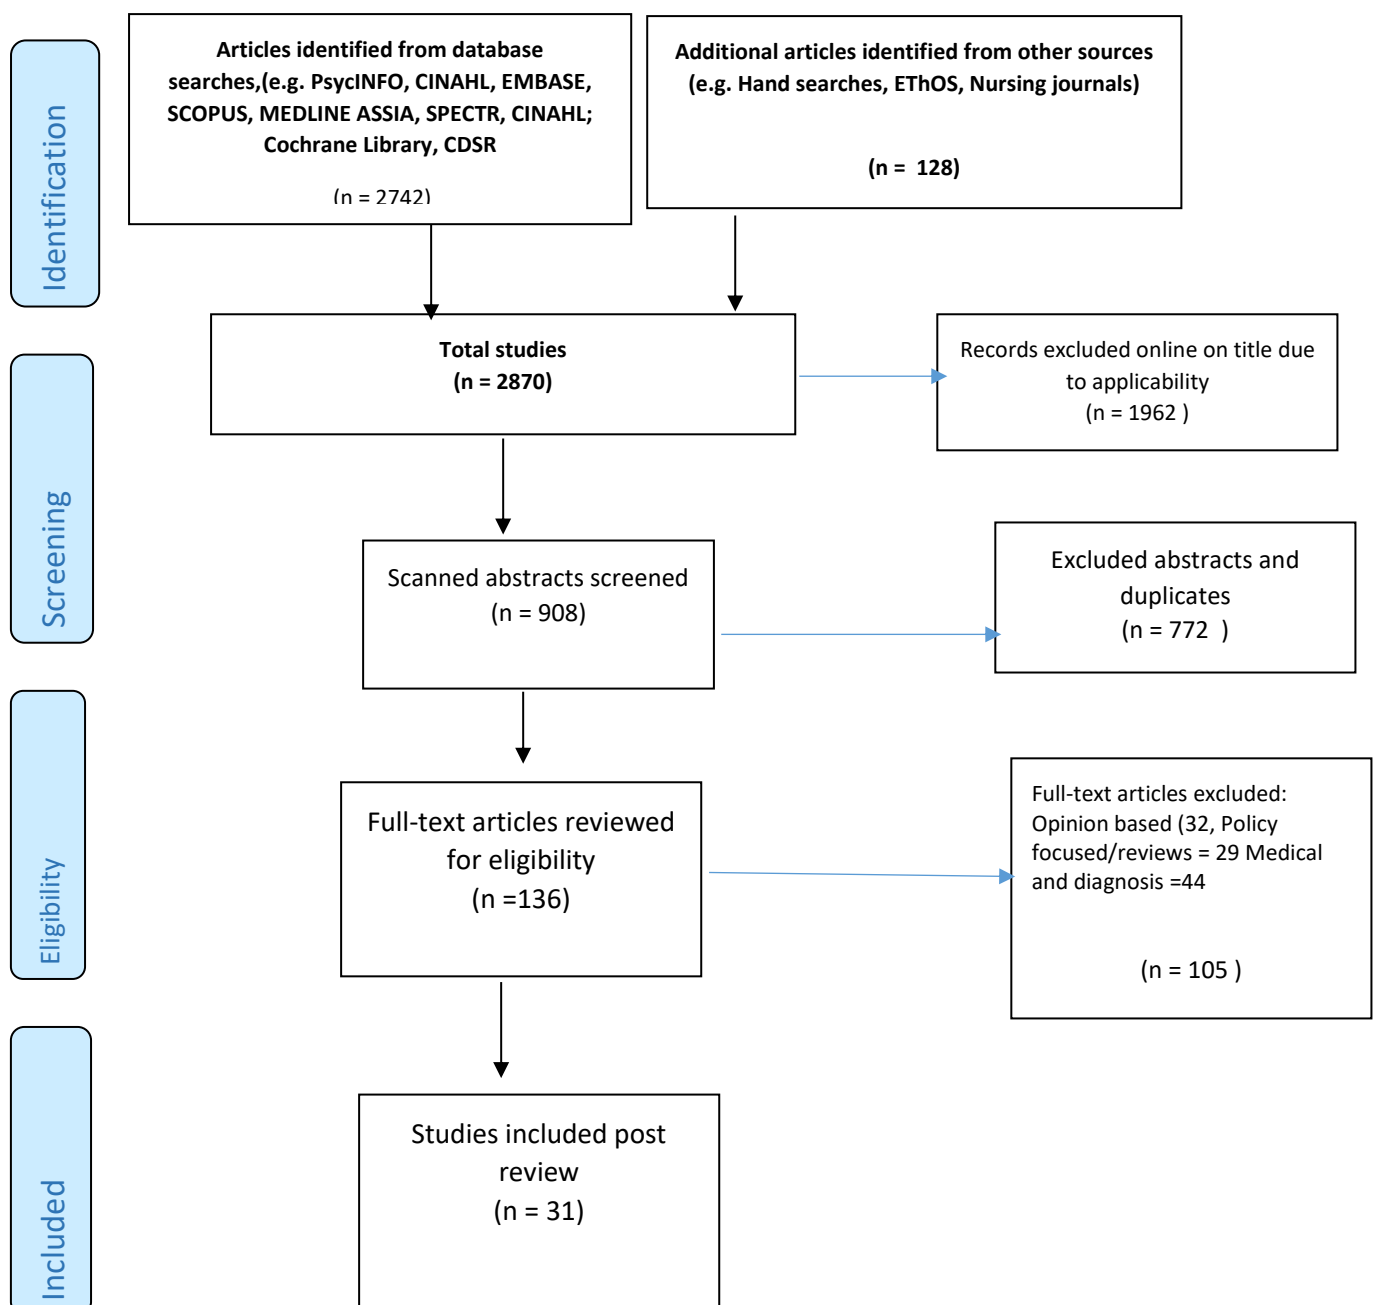 Identification
Articles identified from database
searches,(e.g. PsycINFO, CINAHL, EMBASE,
SCOPUS, MEDLINE ASSIA, SPECTR, CINAHL;
Cochrane Library, CDSR
(n = 2742)
Additional articles identified from other sources
(e.g. Hand searches, EThOS, Nursing journals)
(n = 128)
Total studies
(n = 2870)
Records excluded online on title due
to applicability
(n = 1962 )
Screening
Scanned abstracts screened
(n = 908)
Excluded abstracts and
duplicates
(n = 772 )
Eligibility
Full-text articles reviewed
for eligibility
(n =136)
Full-text articles excluded:
Opinion based (32, Policy
focused/reviews = 29 Medical
and diagnosis =44
(n = 105 )
Included
Studies included post
review
(n = 31)